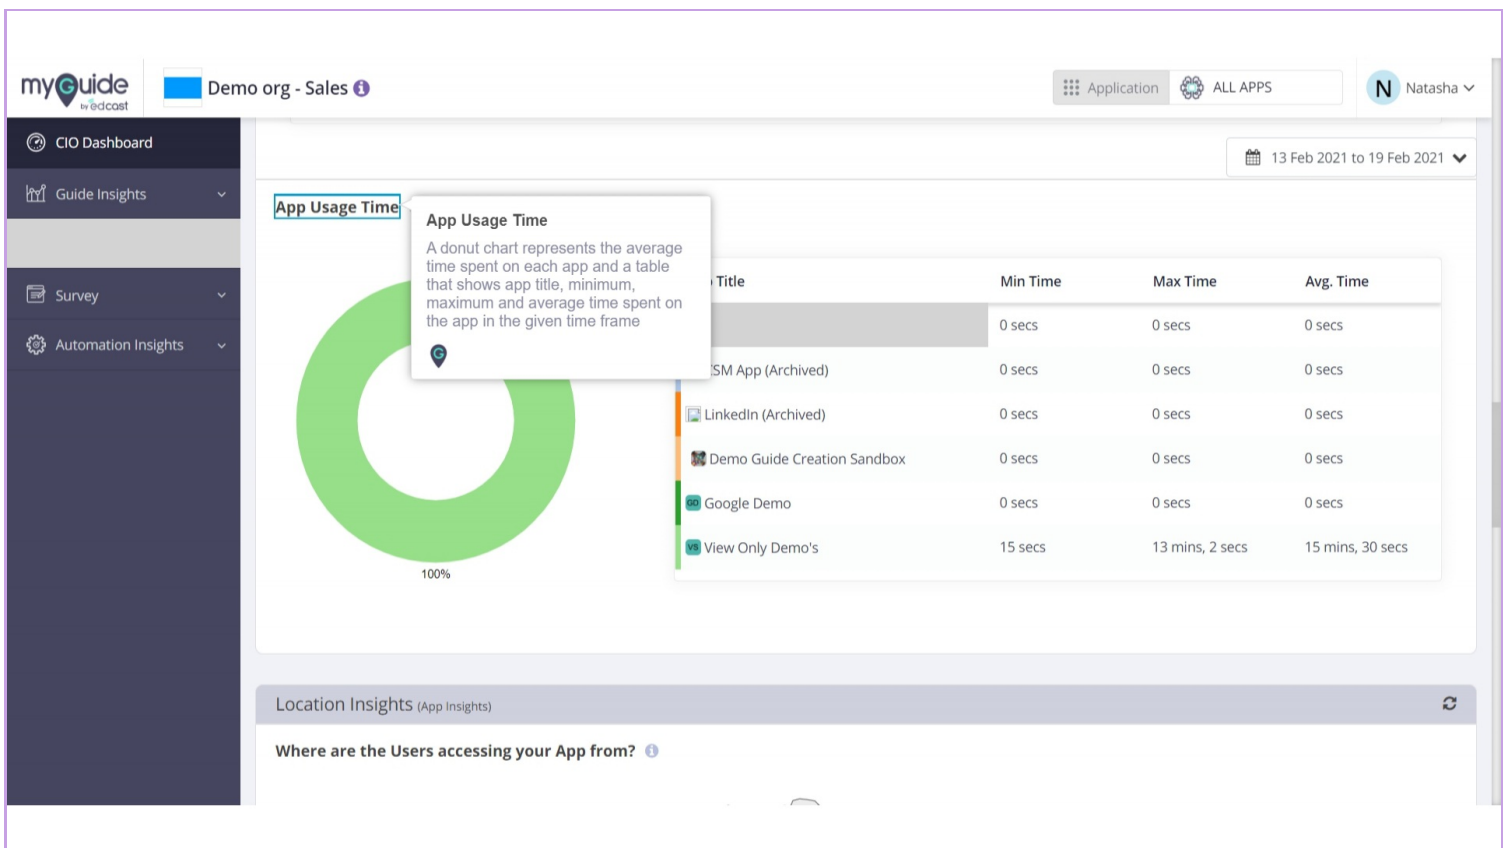 myGuide
by edcast
Demo org - Sales
Application
ALL APPS
N
Natasha
CIO Dashboard
13 Feb 2021 to 19 Feb 2021
Guide Insights
Survey
Automation Insights
App Usage Time
App Usage Time
A donut chart represents the average
time spent on each app and a table
that shows app title, minimum,
maximum and average time spent on
the app in the given time frame
G
100%
Title Min Time Max Time Avg. Time
0 secs 0 secs 0 secs
SM App (Archived) 0 secs 0 secs 0 secs
LinkedIn (Archived) 0 secs 0 secs 0 secs
Demo Guide Creation Sandbox 0 secs 0 secs 0 secs
GD Google Demo 0 secs 0 secs 0 secs
VS View Only Demo's 15 secs 13 mins, 2 secs 15 mins, 30 secs
Location Insights (App Insights)
Where are the Users accessing your App from?